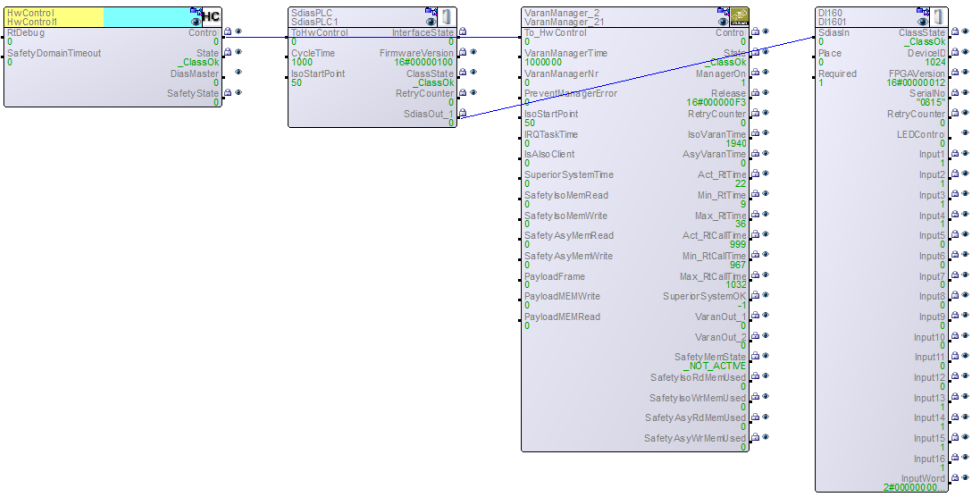 HwControl
HwControl1
HC
RtDebug
Contro
0
0
SafetyDomainTimeout
State
0
_ClassOk
DiasMaster
SafetyState
0
SdiasPLC
SdiasPLC1
ToHwControl
InterfaceState
0
0
CycleTime
FirmwareVersion
1000
16#00000100
IsoStartPoint
ClassState
50
_ClassOk
RetryCounter
0
SdiasOut_1
0
VaranManager_2
VaranManager_21
To_HwControl
Contro
0
0
VaranManagerTime
State
1000000
_ClassOk
VaranManagerNr
ManagerOn
0
1
PreventManagerError
Release
0
16#000000F3
IsoStartPoint
RetryCounter
50
0
IRQTaskTime
IsoVaranTime
0
1940
IsAlsoClient
AsyVaranTime
0
0
SuperiorSystemTime
Act_RtTime
0
22
SafetyIsoMemRead
Min_RtTime
0
9
SafetyIsoMemWrite
Max_RtTime
0
36
SafetyAsyMemRead
Act_RtCallTime
0
999
SafetyAsyMemWrite
Min_RtCallTime
0
967
PayloadFrame
Max_RtCallTime
0
1032
PayloadMEMWrite
SuperiorSystemOK
0
-1
PayloadMEMRead
VaranOut_1
0
0
VaranOut_2
0
SafetyMemState
_NOT_ACTIVE
SafetyIsoRdMemUsed
0
SafetyIsoWrMemUsed
0
SafetyAsyRdMemUsed
0
SafetyAsyWrMemUsed
0
DI160
DI1601
SdiasIn
ClassState
0
_ClassOk
Place
DeviceID
0
1024
Required
FPGAVersion
1
16#00000012
SerialNo
"0815"
RetryCounter
0
LEDContro
Input1
1
Input2
1
Input3
1
Input4
1
Input5
0
Input6
0
Input7
0
Input8
0
Input9
0
Input10
0
Input11
0
Input12
0
Input13
1
Input14
1
Input15
1
Input16
1
InputWord
2#00000000...